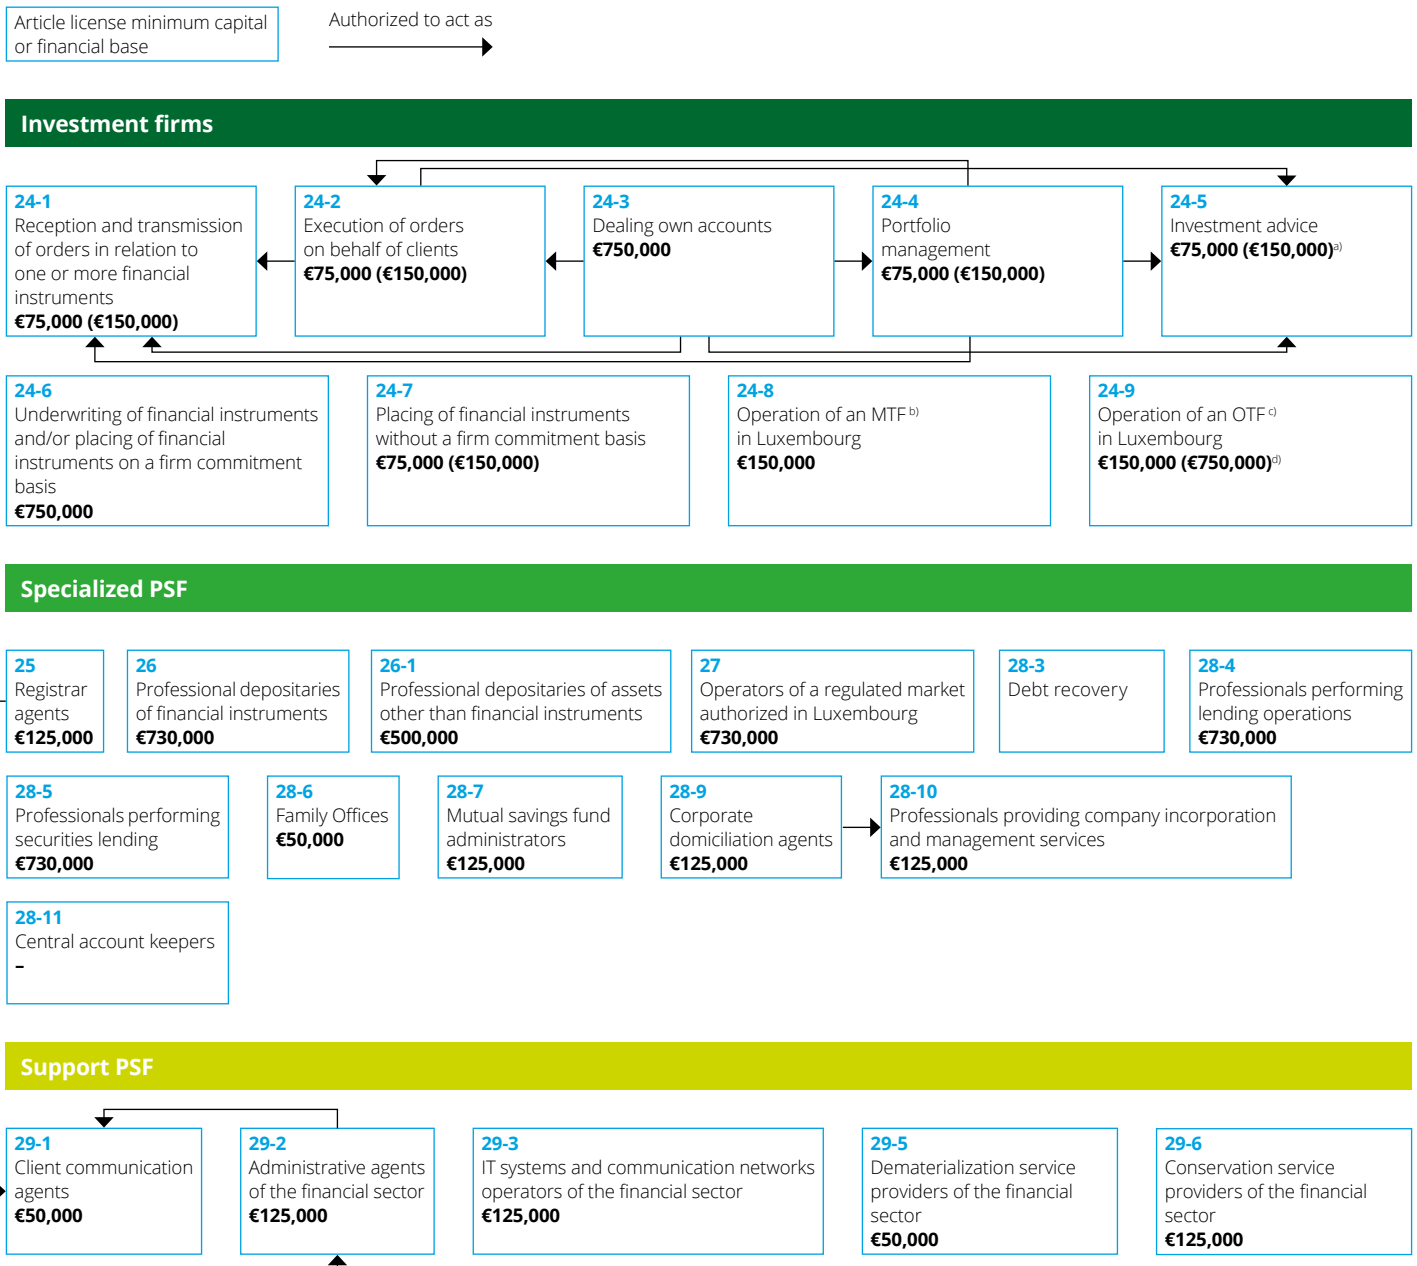 Article license minimum capital
or financial base
Authorized to act as
Investment firms
24-1
Reception and transmission
of orders in relation to
one or more financial
instruments
€75,000 (€150,000)
24-2
Execution of orders
on behalf of clients
€75,000 (€150,000)
24-3
Dealing own accounts
€750,000
24-4
Portfolio
management
€75,000 (€150,000)
24-5
Investment advice
€75,000 (€150,000)a)
24-6
Underwriting of financial instruments
and/or placing of financial
instruments on a firm commitment
basis
€750,000
24-7
Placing of financial instruments
without a firm commitment basis
€75,000 (€150,000)
24-8
Operation of an MTF b)
in Luxembourg
€150,000
24-9
Operation of an OTF c)
in Luxembourg
€150,000 (€750,000)d)
Specialized PSF
25
Registrar
agents
€125,000
26
Professional depositaries
of financial instruments
€730,000
26-1
Professional depositaries of assets
other than financial instruments
€500,000
27
Operators of a regulated market
authorized in Luxembourg
€730,000
28-3
Debt recovery
28-4
Professionals performing
lending operations
€730,000
28-5
Professionals performing
securities lending
€730,000
28-6
Family Offices
€50,000
28-7
Mutual savings fund
administrators
€125,000
28-9
Corporate
domiciliation agents
€125,000
28-10
Professionals providing company incorporation
and management services
€125,000
28-11
Central account keepers
–
Support PSF
29-1
Client communication
agents
€50,000
29-2
Administrative agents
of the financial sector
€125,000
29-3
IT systems and communication networks
operators of the financial sector
€125,000
29-5
Dematerialization service
providers of the financial
sector
€50,000
29-6
Conservation service
providers of the financial
sector
€125,000